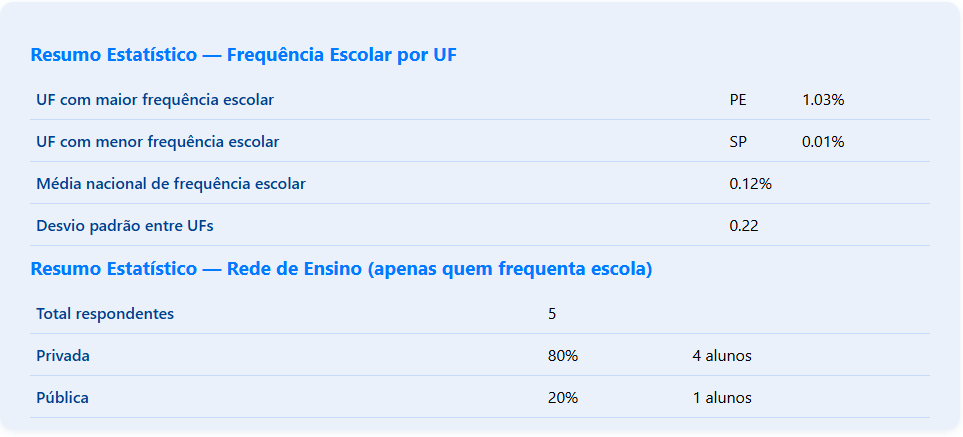 Resumo Estatístico — Frequência Escolar por UF
UF com maior frequência escolar PE 1.03%
UF com menor frequência escolar SP 0.01%
Média nacional de frequência escolar 0.12%
Desvio padrão entre UFs 0.22
Resumo Estatístico — Rede de Ensino (apenas quem frequenta escola)
Total respondentes 5
Privada 80% 4 alunos
Pública 20% 1 alunos